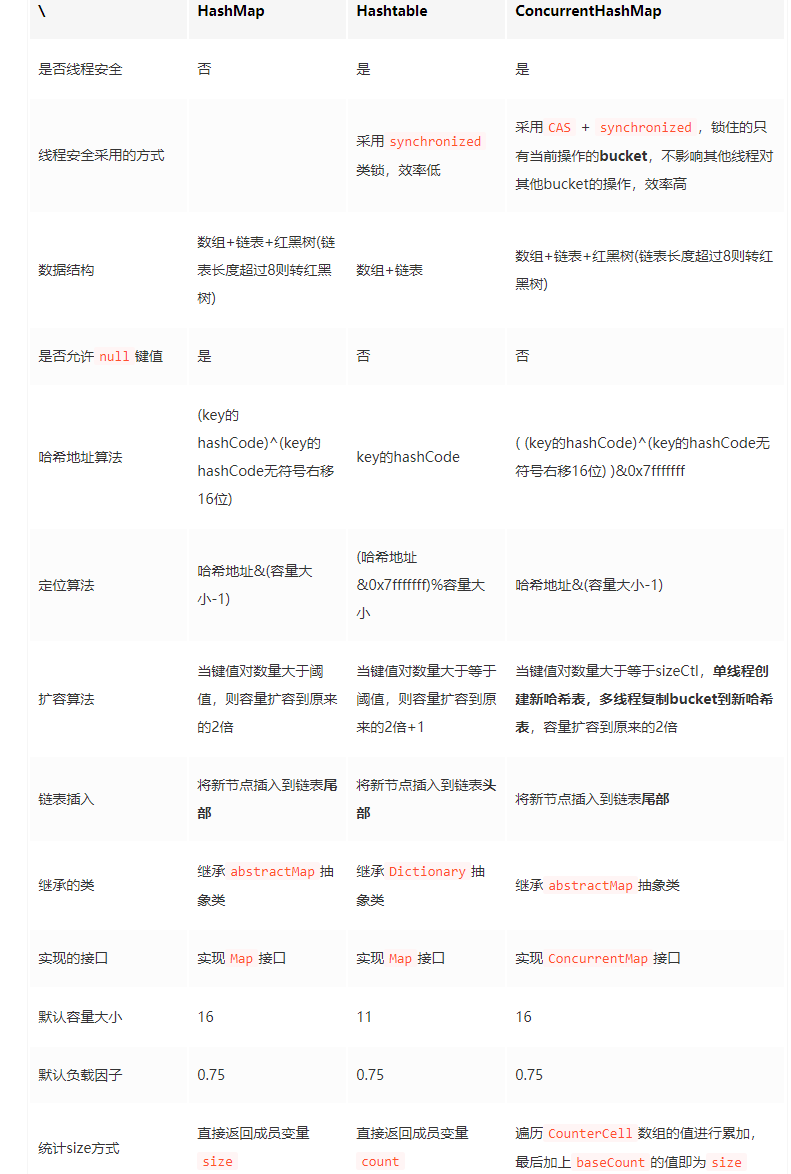 \ HashMap Hashtable ConcurrentHashMap
是否线程安全 否 是 是
线程安全采用的方式
采用 synchronized
类锁，效率低
采用 CAS + synchronized ，锁住的只
有当前操作的bucket，不影响其他线程对
其他bucket的操作，效率高
数据结构
数组+链表+红黑树(链
表长度超过8则转红黑
树)
数组+链表
数组+链表+红黑树(链表长度超过8则转红
黑树)
是否允许 null 键值 是 否 否
哈希地址算法
(key的
hashCode)^(key的
hashCode无符号右移
16位)
key的hashCode
( (key的hashCode)^(key的hashCode无
符号右移16位) )&0x7fffffff
定位算法
哈希地址&(容量大
小-1)
(哈希地址
&0x7fffffff)%容量大
小
哈希地址&(容量大小-1)
扩容算法
当键值对数量大于阈
值，则容量扩容到原来
的2倍
当键值对数量大于等于
阈值，则容量扩容到原
来的2倍+1
当键值对数量大于等于sizeCtl，单线程创
建新哈希表，多线程复制bucket到新哈希
表，容量扩容到原来的2倍
链表插入
将新节点插入到链表尾
部
将新节点插入到链表头
部
将新节点插入到链表尾部
继承的类
继承 abstractMap 抽
象类
继承 Dictionary 抽
象类
继承 abstractMap 抽象类
实现的接口 实现 Map 接口 实现 Map 接口 实现 ConcurrentMap 接口
默认容量大小 16 11 16
默认负载因子 0.75 0.75 0.75
统计size方式
直接返回成员变量
size
直接返回成员变量
count
遍历 CounterCell 数组的值进行累加，
最后加上 baseCount 的值即为 size